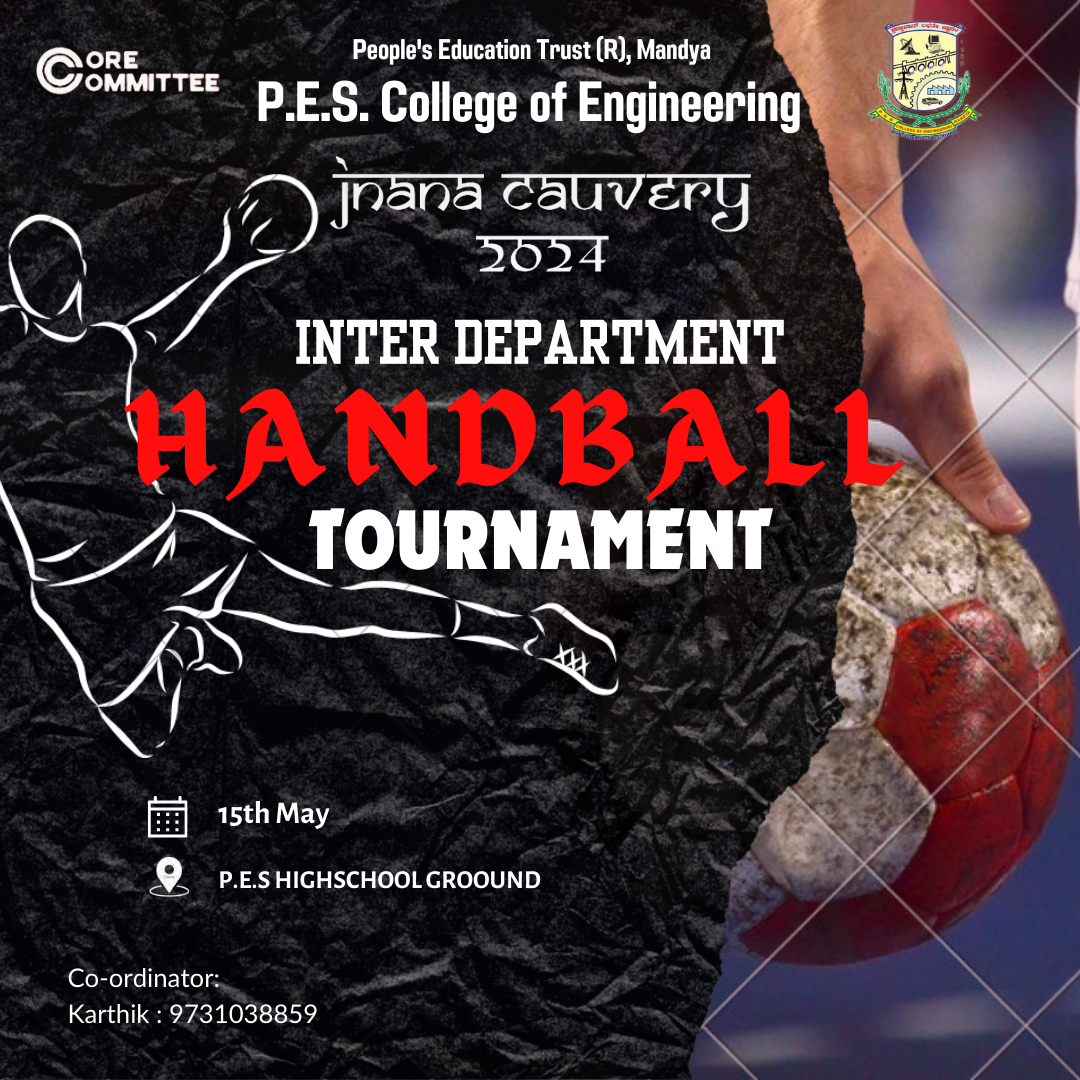 CORE
COMMITTEE
People's Education Trust (R), Mandya
P.E.S. College of Engineering
Jnana Cauvery
2024
INTER DEPARTMENT
HANDBALL
TOURNAMENT
15th May
P.E.S HIGHSCHOOL GROOUND
Co-ordinator:
Karthik : 9731038859